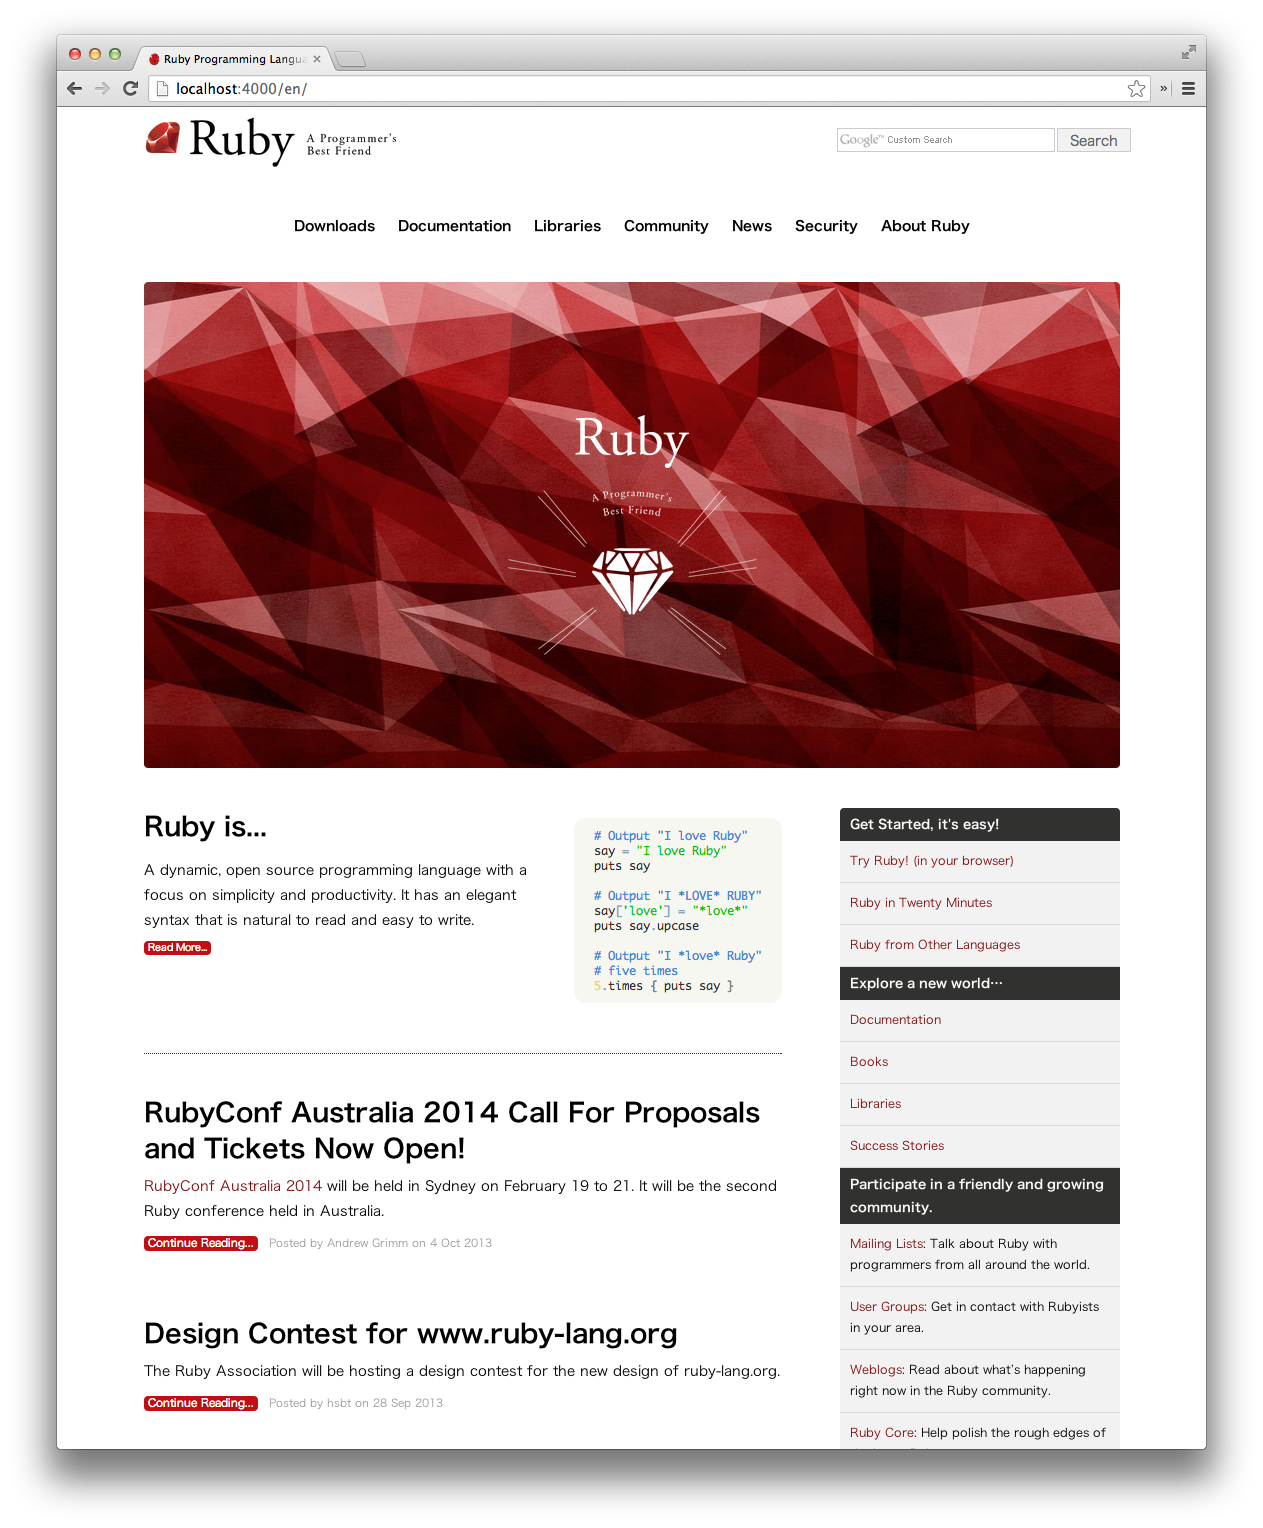 Ruby Programming Langua
localhost:4000/en/
Ruby
A Programmer's
Best Friend
Google™ Custom Search
Search
Downloads Documentation Libraries Community News Security About Ruby
Ruby
A Programmer's
Best Friend
Ruby is...
A dynamic, open source programming language with a
focus on simplicity and productivity. It has an elegant
syntax that is natural to read and easy to write.
Read More...
# Output "I love Ruby"
say = "I love Ruby"
puts say
# Output "I *LOVE* RUBY"
say['love'] = "*love*"
puts say.upcase
# Output "I *love* Ruby"
# five times
5.times { puts say }
RubyConf Australia 2014 Call For Proposals
and Tickets Now Open!
RubyConf Australia 2014 will be held in Sydney on February 19 to 21. It will be the second
Ruby conference held in Australia.
Continue Reading... Posted by Andrew Grimm on 4 Oct 2013
Design Contest for www.ruby-lang.org
The Ruby Association will be hosting a design contest for the new design of ruby-lang.org.
Continue Reading... Posted by hsbt on 28 Sep 2013
Get Started, it's easy!
Try Ruby! (in your browser)
Ruby in Twenty Minutes
Ruby from Other Languages
Explore a new world…
Documentation
Books
Libraries
Success Stories
Participate in a friendly and growing
community.
Mailing Lists: Talk about Ruby with
programmers from all around the world.
User Groups: Get in contact with Rubyists
in your area.
Weblogs: Read about what's happening
right now in the Ruby community.
Ruby Core: Help polish the rough edges of